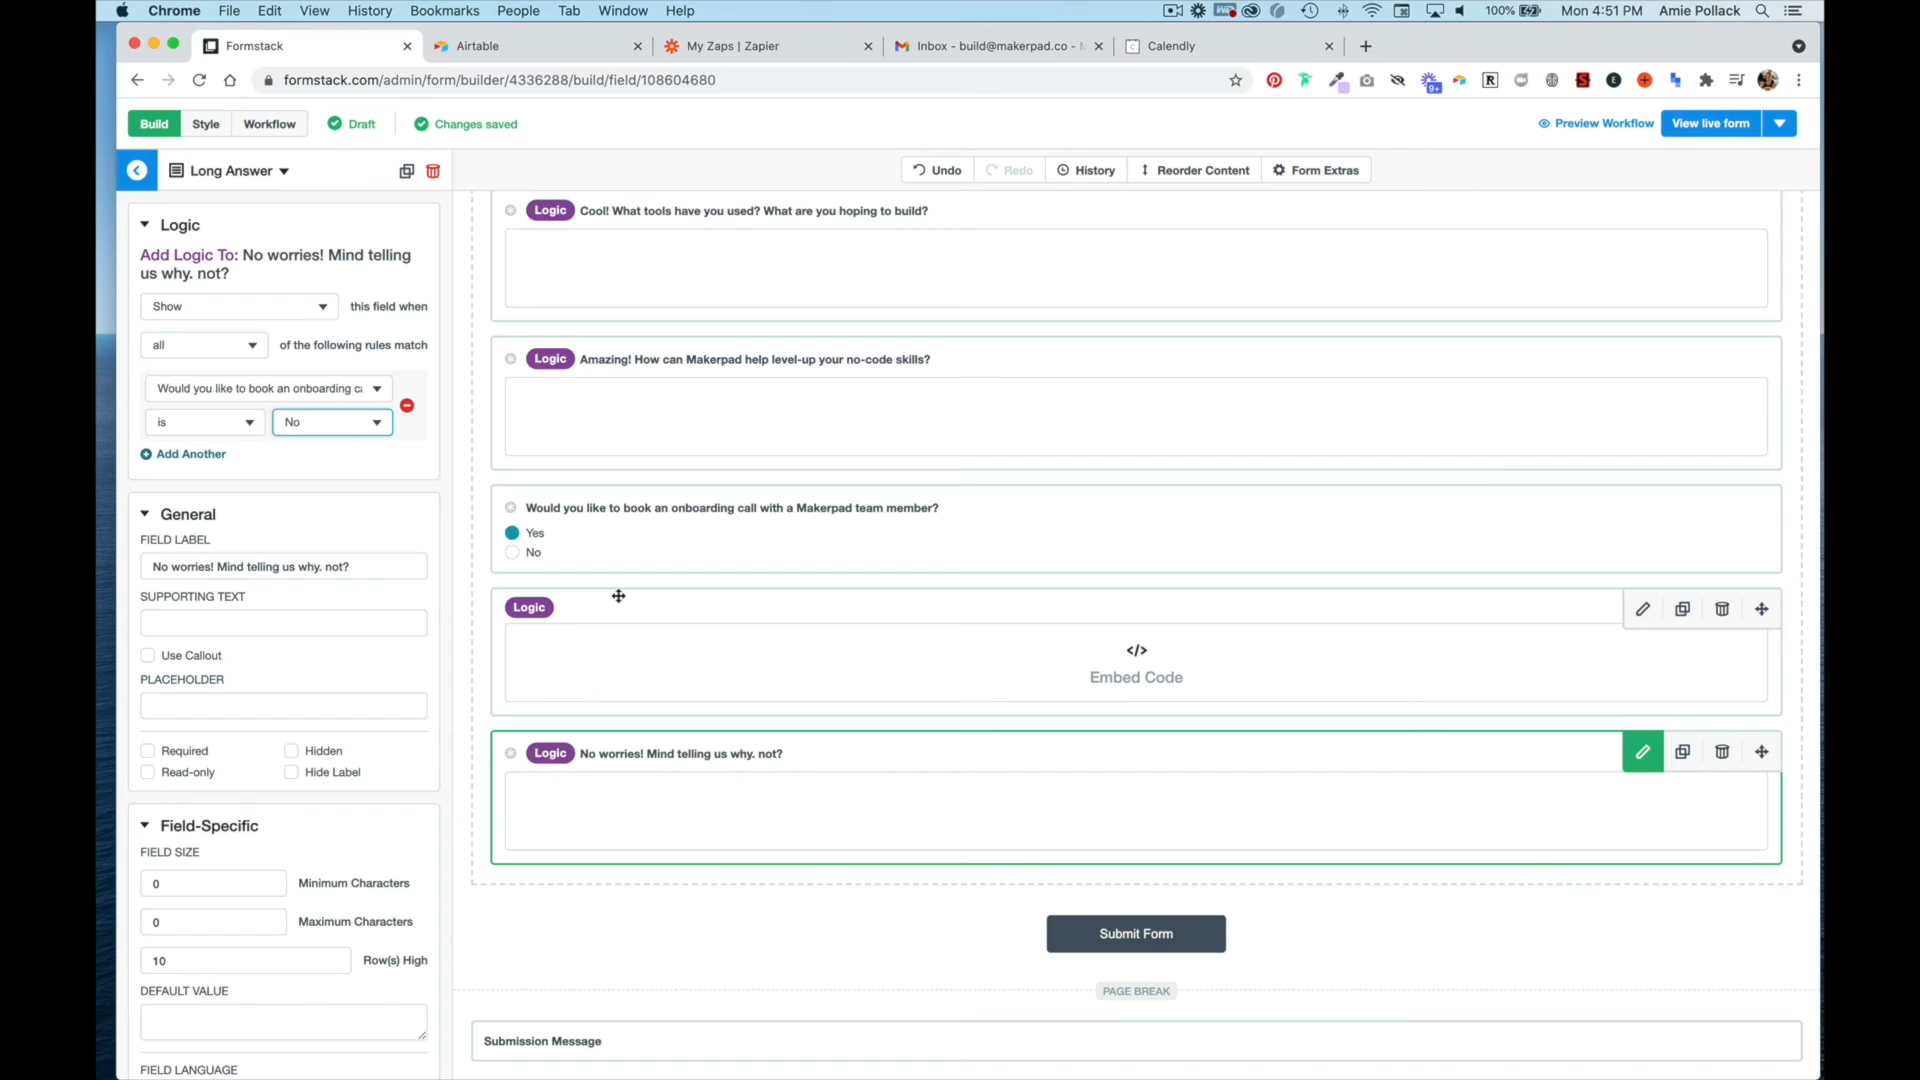 Chrome File Edit View History Bookmarks People Tab Window Help
100% Mon 4:51 PM Amie Pollack
Formstack
Airtable
My Zaps | Zapier
Inbox - build@makerpad.co -
Calendly
formstack.com/admin/form/builder/4336288/build/field/108604680
9+
Build Style Workflow Draft Changes saved
Preview Workflow View live form
Long Answer
Undo Redo History Reorder Content Form Extras
Logic
Add Logic To: No worries! Mind telling
us why. not?
Show this field when
all of the following rules match
Would you like to book an onboarding ca
is No
Add Another
General
FIELD LABEL
No worries! Mind telling us why. not?
SUPPORTING TEXT
Use Callout
PLACEHOLDER
Required Hidden
Read-only Hide Label
Field-Specific
FIELD SIZE
0 Minimum Characters
0 Maximum Characters
10 Row(s) High
DEFAULT VALUE
FIELD LANGUAGE
Logic Cool! What tools have you used? What are you hoping to build?
Logic Amazing! How can Makerpad help level-up your no-code skills?
Would you like to book an onboarding call with a Makerpad team member?
Yes
No
Logic
</>
Embed Code
Logic No worries! Mind telling us why. not?
Submit Form
PAGE BREAK
Submission Message